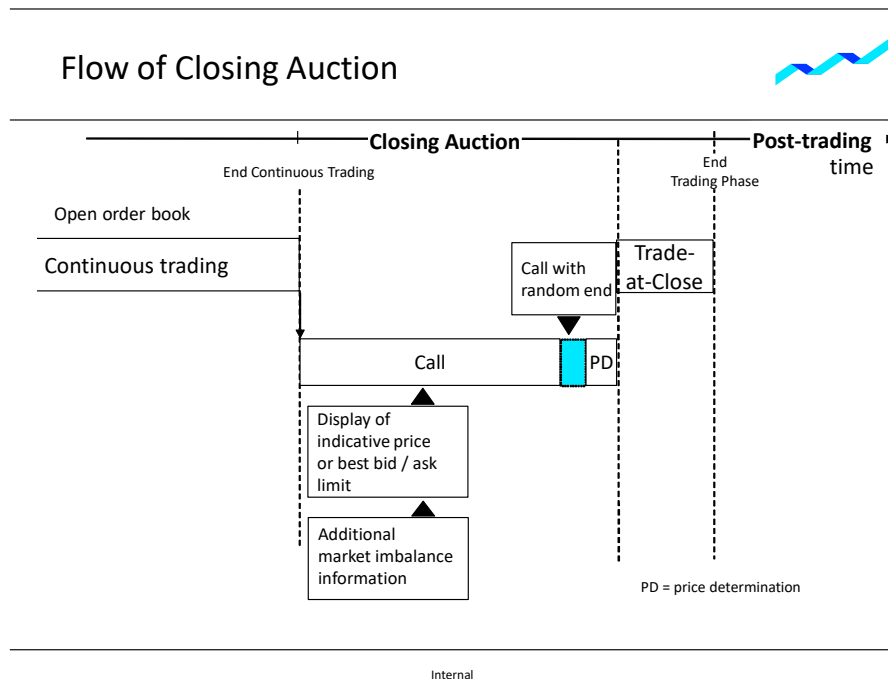 Flow of Closing Auction
Closing Auction
Post-trading
time
End Continuous Trading
End
Trading Phase
Open order book
Continuous trading
Call with
random end
Trade-
at-Close
Call
PD
Display of
indicative price
or best bid / ask
limit
Additional
market imbalance
information
PD = price determination
Internal